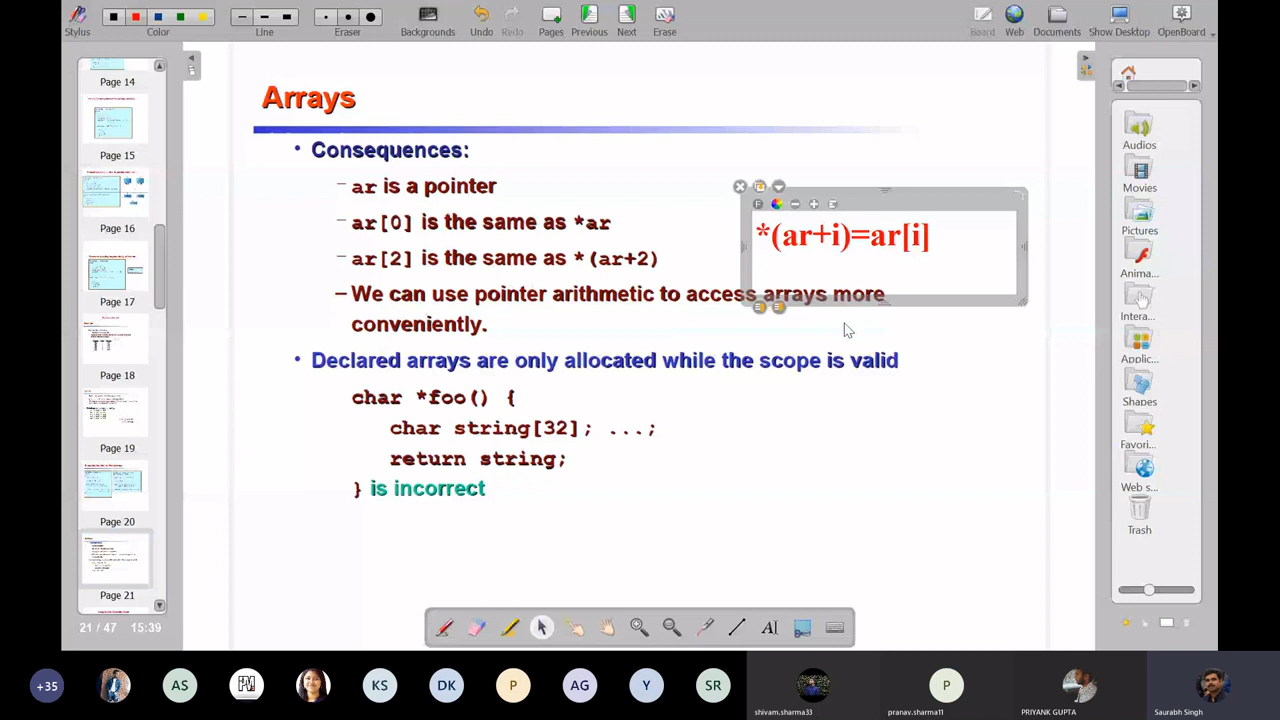 Stylus
Color
Line
Eraser
Backgrounds
Undo
Redo
Pages
Previous
Next
Erase
Board
Web
Documents
Show Desktop
OpenBoard
Page 14
Page 15
Page 16
Page 17
Page 18
Page 19
Page 20
Page 21
21 / 47 15:39
Arrays
• Consequences:
– ar is a pointer
– ar[0] is the same as *ar
– ar[2] is the same as *(ar+2)
– We can use pointer arithmetic to access arrays more
conveniently.
• Declared arrays are only allocated while the scope is valid
char *foo() {
char string[32]; ...;
return string;
} is incorrect
F
*(ar+i)=ar[i]
Audios
Movies
Pictures
Anima...
Intera...
Applic...
Shapes
Favori...
Web s...
Trash
+35
AS
KS
DK
P
AG
Y
SR
P
shivam.sharma33
pranav.sharma11
PRIYANK GUPTA
Saurabh Singh